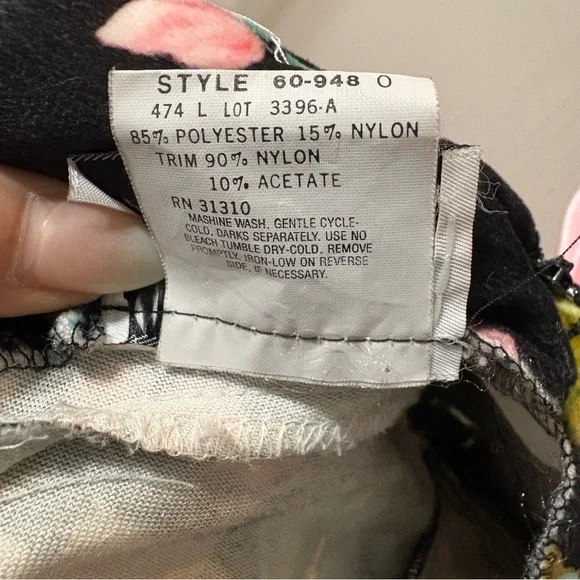 STYLE 60-948 O
474 L LOT 3396-A
85% POLYESTER 15% NYLON
TRIM 90% NYLON
10% ACETATE
RN 31310
MASHINE WASH, GENTLE CYCLE-
COLD. DARKS SEPARATELY. USE NO
BLEACH TUMBLE DRY-COLD. REMOVE
PROMPTLY. IRON-LOW ON REVERSE
SIDE, IF NECESSARY.